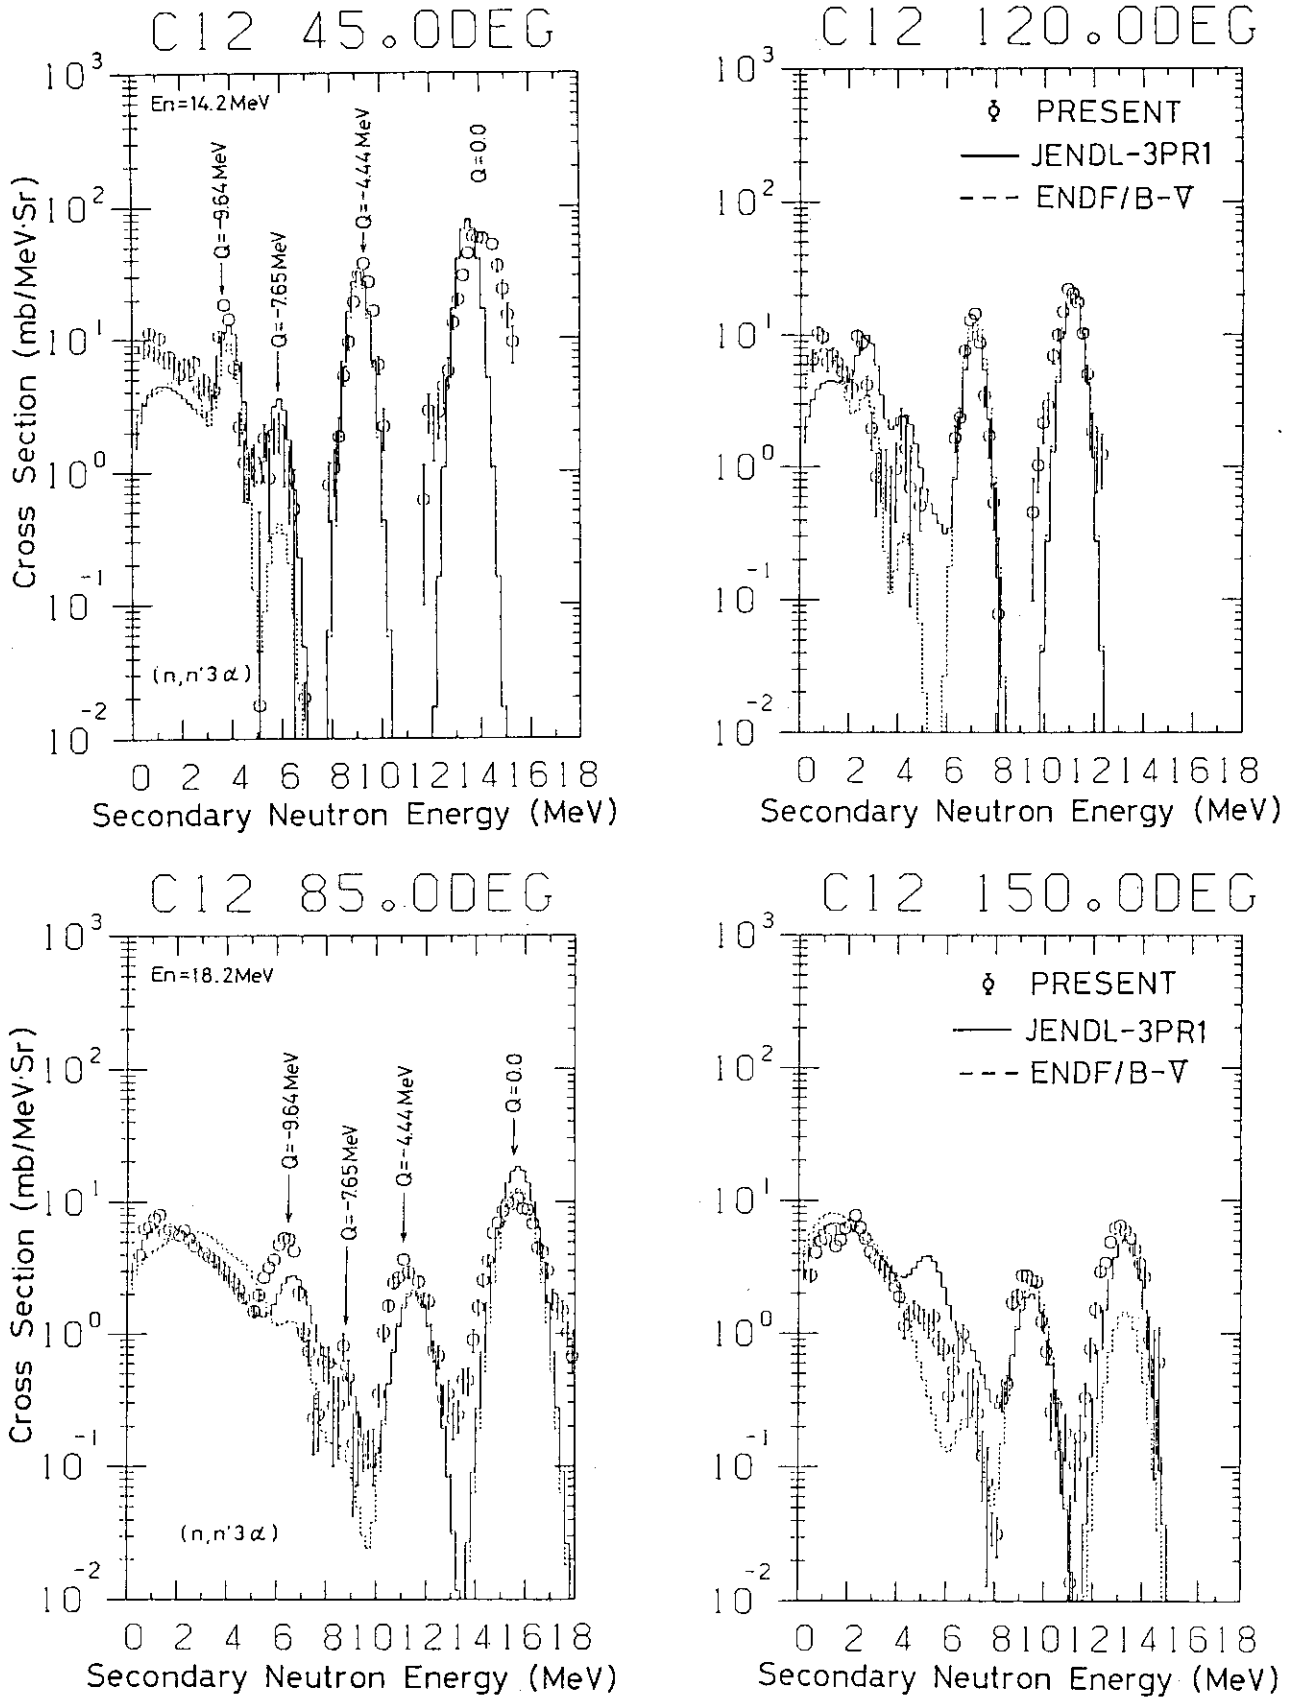 C12 45.0DEG
10^3
10^2
10^1
10^0
10^-1
10^-2
Cross Section (mb/MeV·Sr)
En=14.2MeV
Q=-9.64MeV
Q=-7.65MeV
Q=-4.44MeV
Q=0.0
(n,n'3α)
0 2 4 6 8 10 12 14 16 18
Secondary Neutron Energy (MeV)
C12 120.0DEG
10^3
10^2
10^1
10^0
10^-1
10^-2
PRESENT
JENDL-3PR1
ENDF/B-V
0 2 4 6 8 10 12 14 16 18
Secondary Neutron Energy (MeV)
C12 85.0DEG
10^3
10^2
10^1
10^0
10^-1
10^-2
Cross Section (mb/MeV·Sr)
En=18.2MeV
Q=-9.64MeV
Q=-7.65MeV
Q=-4.44MeV
Q=0.0
(n,n'3α)
0 2 4 6 8 10 12 14 16 18
Secondary Neutron Energy (MeV)
C12 150.0DEG
10^3
10^2
10^1
10^0
10^-1
10^-2
PRESENT
JENDL-3PR1
ENDF/B-V
0 2 4 6 8 10 12 14 16 18
Secondary Neutron Energy (MeV)